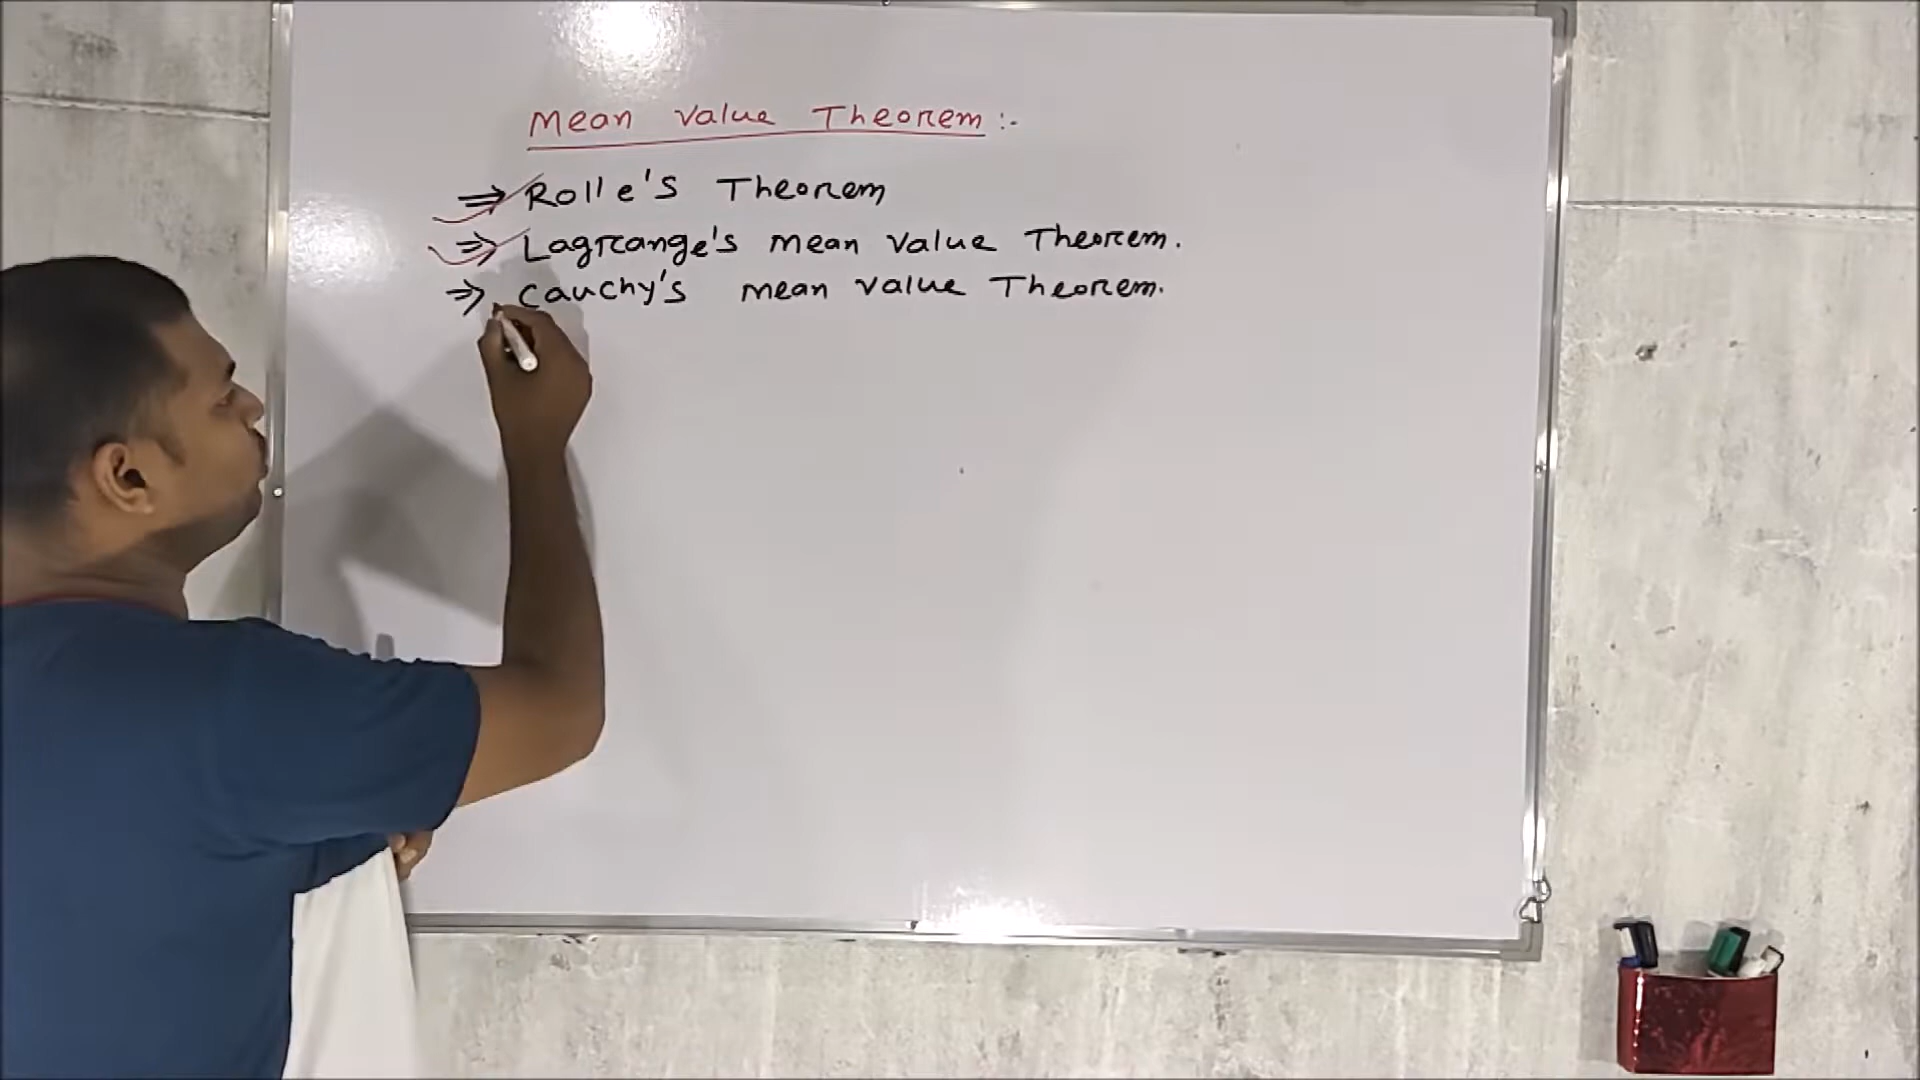 Mean Value Theorem :-
⇒ Rolle's Theorem
⇒ Lagrange's mean value Theorem.
⇒ Cauchy's mean value Theorem.